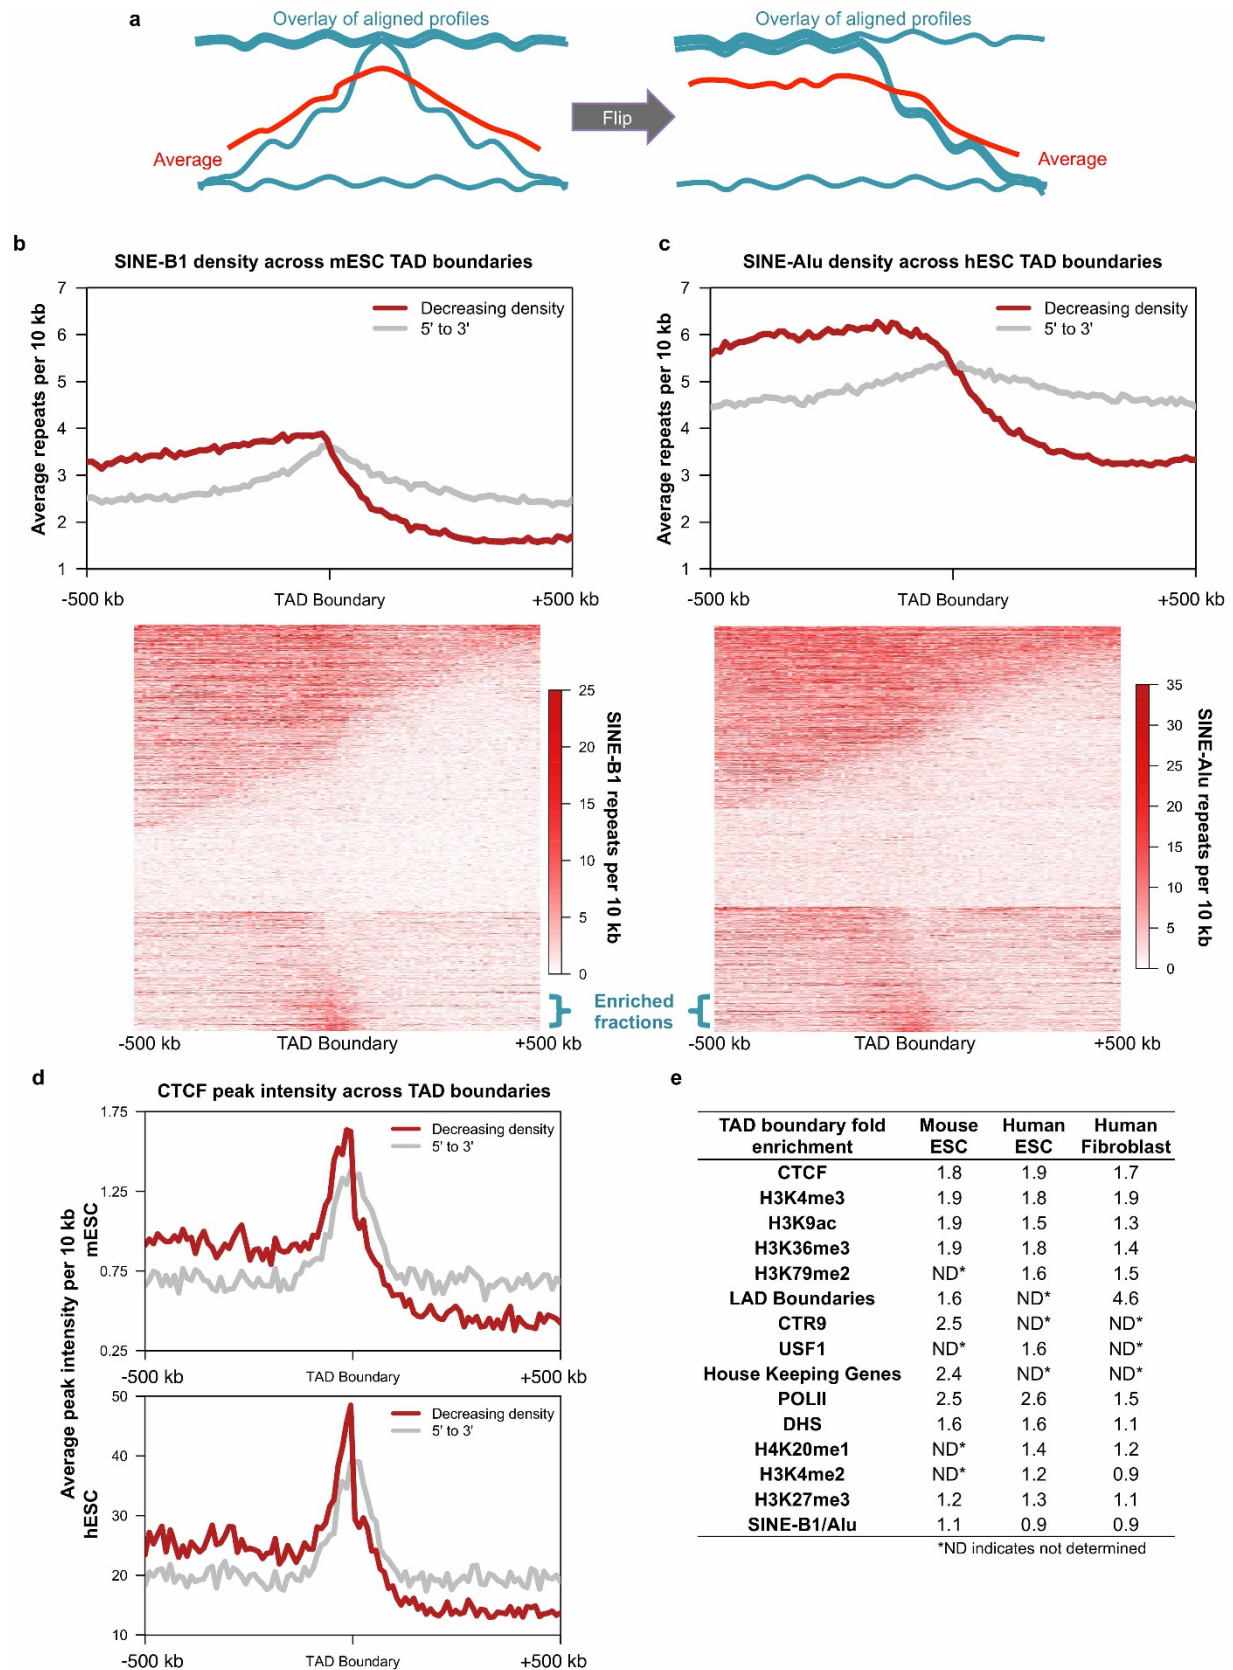 a
Overlay of aligned profiles
Overlay of aligned profiles
Flip
Average
Average
b
SINE-B1 density across mESC TAD boundaries
Average repeats per 10 kb
7
6
5
4
3
2
1
Decreasing density
5' to 3'
-500 kb
TAD Boundary
+500 kb
c
SINE-Alu density across hESC TAD boundaries
Average repeats per 10 kb
7
6
5
4
3
2
1
Decreasing density
5' to 3'
-500 kb
TAD Boundary
+500 kb
25
20
15
10
5
0
SINE-B1 repeats per 10 kb
-500 kb
TAD Boundary
+500 kb
Enriched
fractions
35
30
25
20
15
10
5
0
SINE-Alu repeats per 10 kb
-500 kb
TAD Boundary
+500 kb
d
CTCF peak intensity across TAD boundaries
Average peak intensity per 10 kb
mESC
1.75
1.25
0.75
0.25
Decreasing density
5' to 3'
-500 kb
TAD Boundary
+500 kb
hESC
50
40
30
20
10
Decreasing density
5' to 3'
-500 kb
TAD Boundary
+500 kb
e
TAD boundary fold enrichment Mouse ESC Human ESC Human Fibroblast
CTCF 1.8 1.9 1.7
H3K4me3 1.9 1.8 1.9
H3K9ac 1.9 1.5 1.3
H3K36me3 1.9 1.8 1.4
H3K79me2 ND* 1.6 1.5
LAD Boundaries 1.6 ND* 4.6
CTR9 2.5 ND* ND*
USF1 ND* 1.6 ND*
House Keeping Genes 2.4 ND* ND*
POLII 2.5 2.6 1.5
DHS 1.6 1.6 1.1
H4K20me1 ND* 1.4 1.2
H3K4me2 ND* 1.2 0.9
H3K27me3 1.2 1.3 1.1
SINE-B1/Alu 1.1 0.9 0.9
*ND indicates not determined